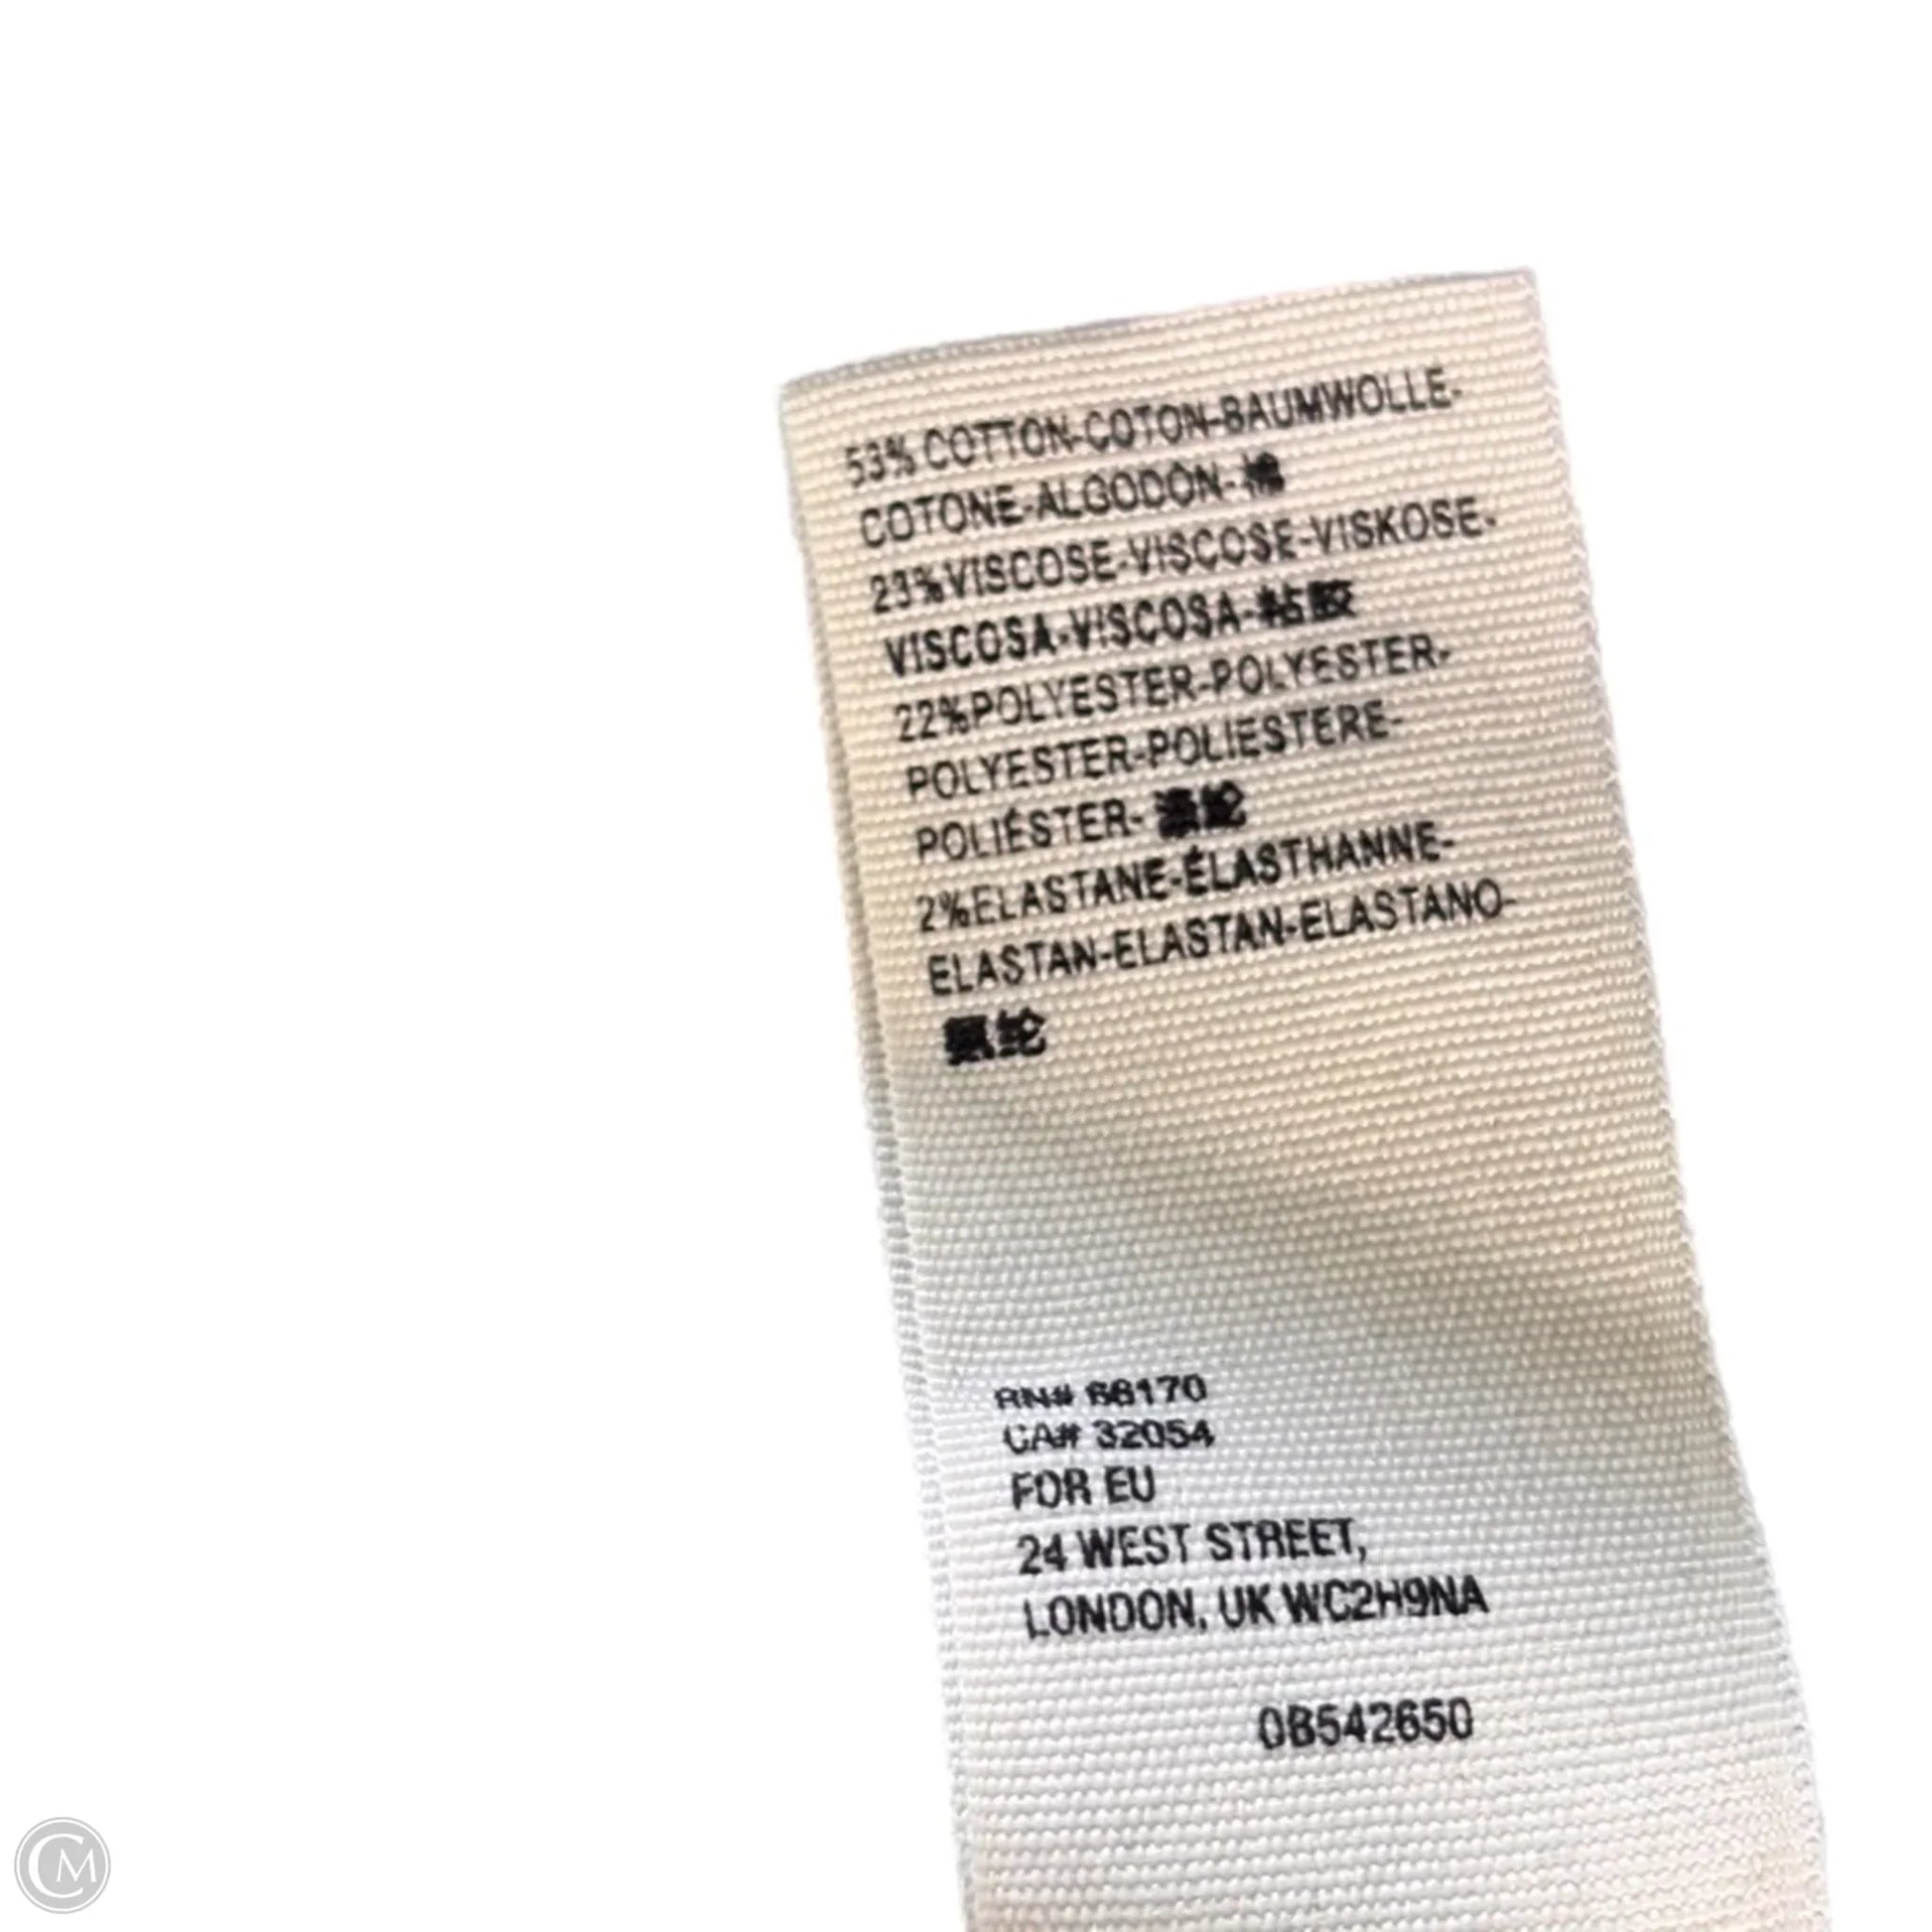 53% COTTON-COTON-BAUMWOLLE-
COTONE-ALGODÓN-棉
23%VISCOSE-VISCOSE-VISKOSE-
VISCOSA-VISCOSA-粘胶
22%POLYESTER-POLYESTER-
POLYESTER-POLIESTERE-
POLIÉSTER-涤纶
2%ELASTANE-ÉLASTHANNE-
ELASTAN-ELASTAN-ELASTANO-
氨纶
RN# 66170
CA# 32054
FOR EU
24 WEST STREET,
LONDON, UK WC2H9NA
0B542650
CM